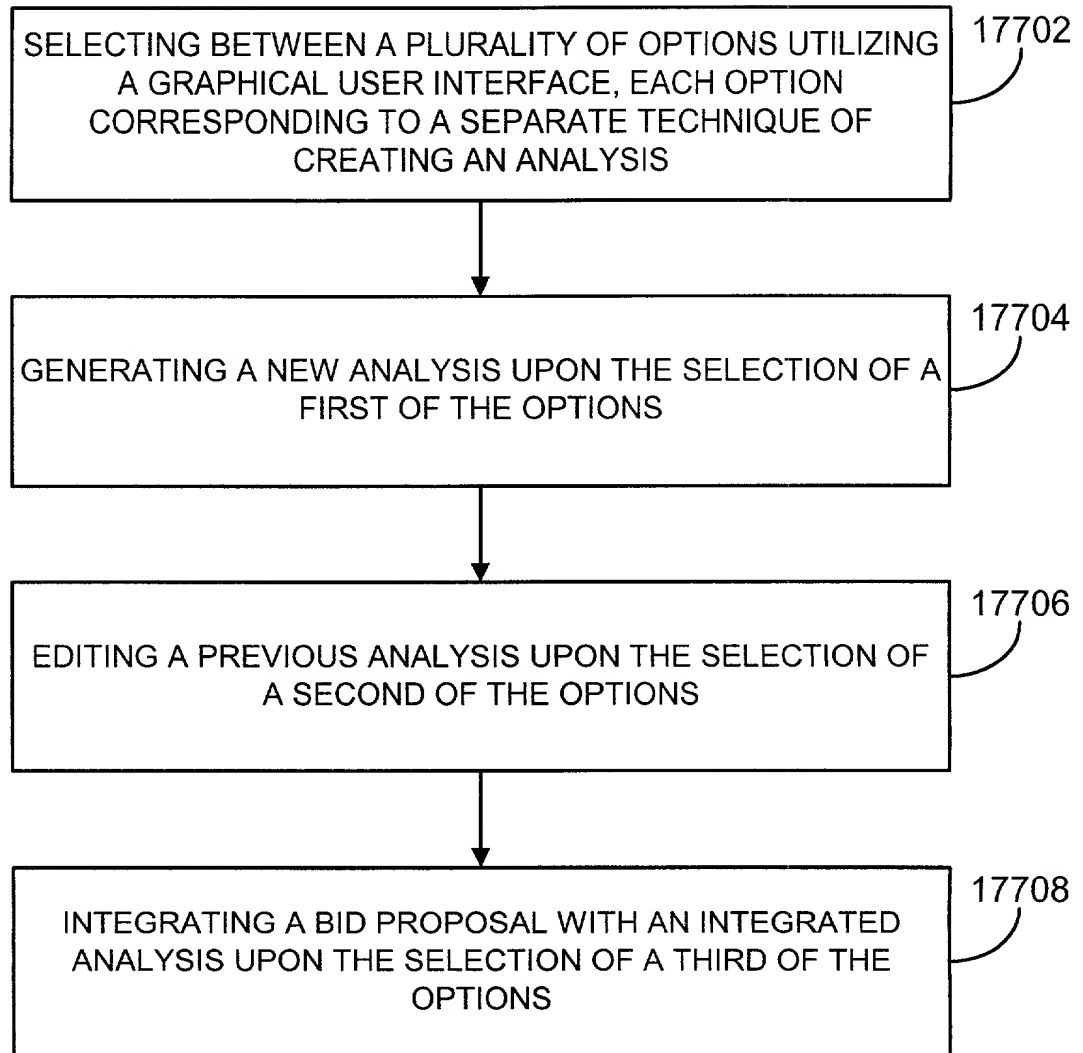 SELECTING BETWEEN A PLURALITY OF OPTIONS UTILIZING
A GRAPHICAL USER INTERFACE, EACH OPTION
CORRESPONDING TO A SEPARATE TECHNIQUE OF
CREATING AN ANALYSIS
17702
GENERATING A NEW ANALYSIS UPON THE SELECTION OF A
FIRST OF THE OPTIONS
17704
EDITING A PREVIOUS ANALYSIS UPON THE SELECTION OF
A SECOND OF THE OPTIONS
17706
INTEGRATING A BID PROPOSAL WITH AN INTEGRATED
ANALYSIS UPON THE SELECTION OF A THIRD OF THE
OPTIONS
17708